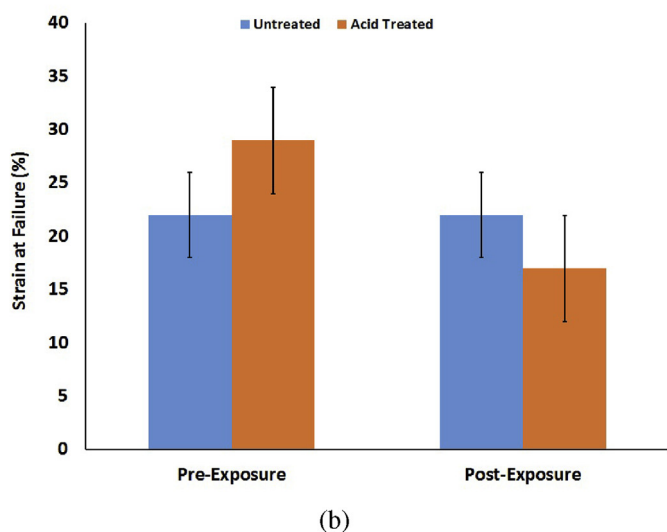 40
Untreated Acid Treated
35
30
25
20
15
10
5
0
Strain at Failure (%)
Pre-Exposure Post-Exposure
(b)